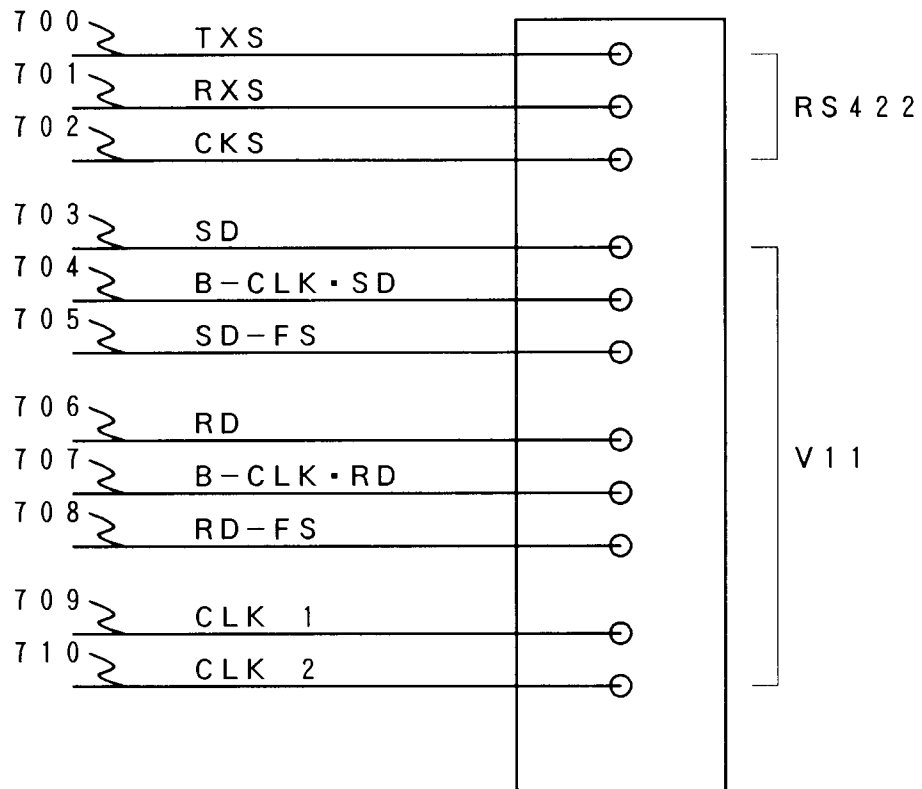 700
TXS
701
RXS
RS422
702
CKS
703
SD
704
B-CLK·SD
705
SD-FS
706
RD
707
B-CLK·RD
V11
708
RD-FS
709
CLK 1
710
CLK 2